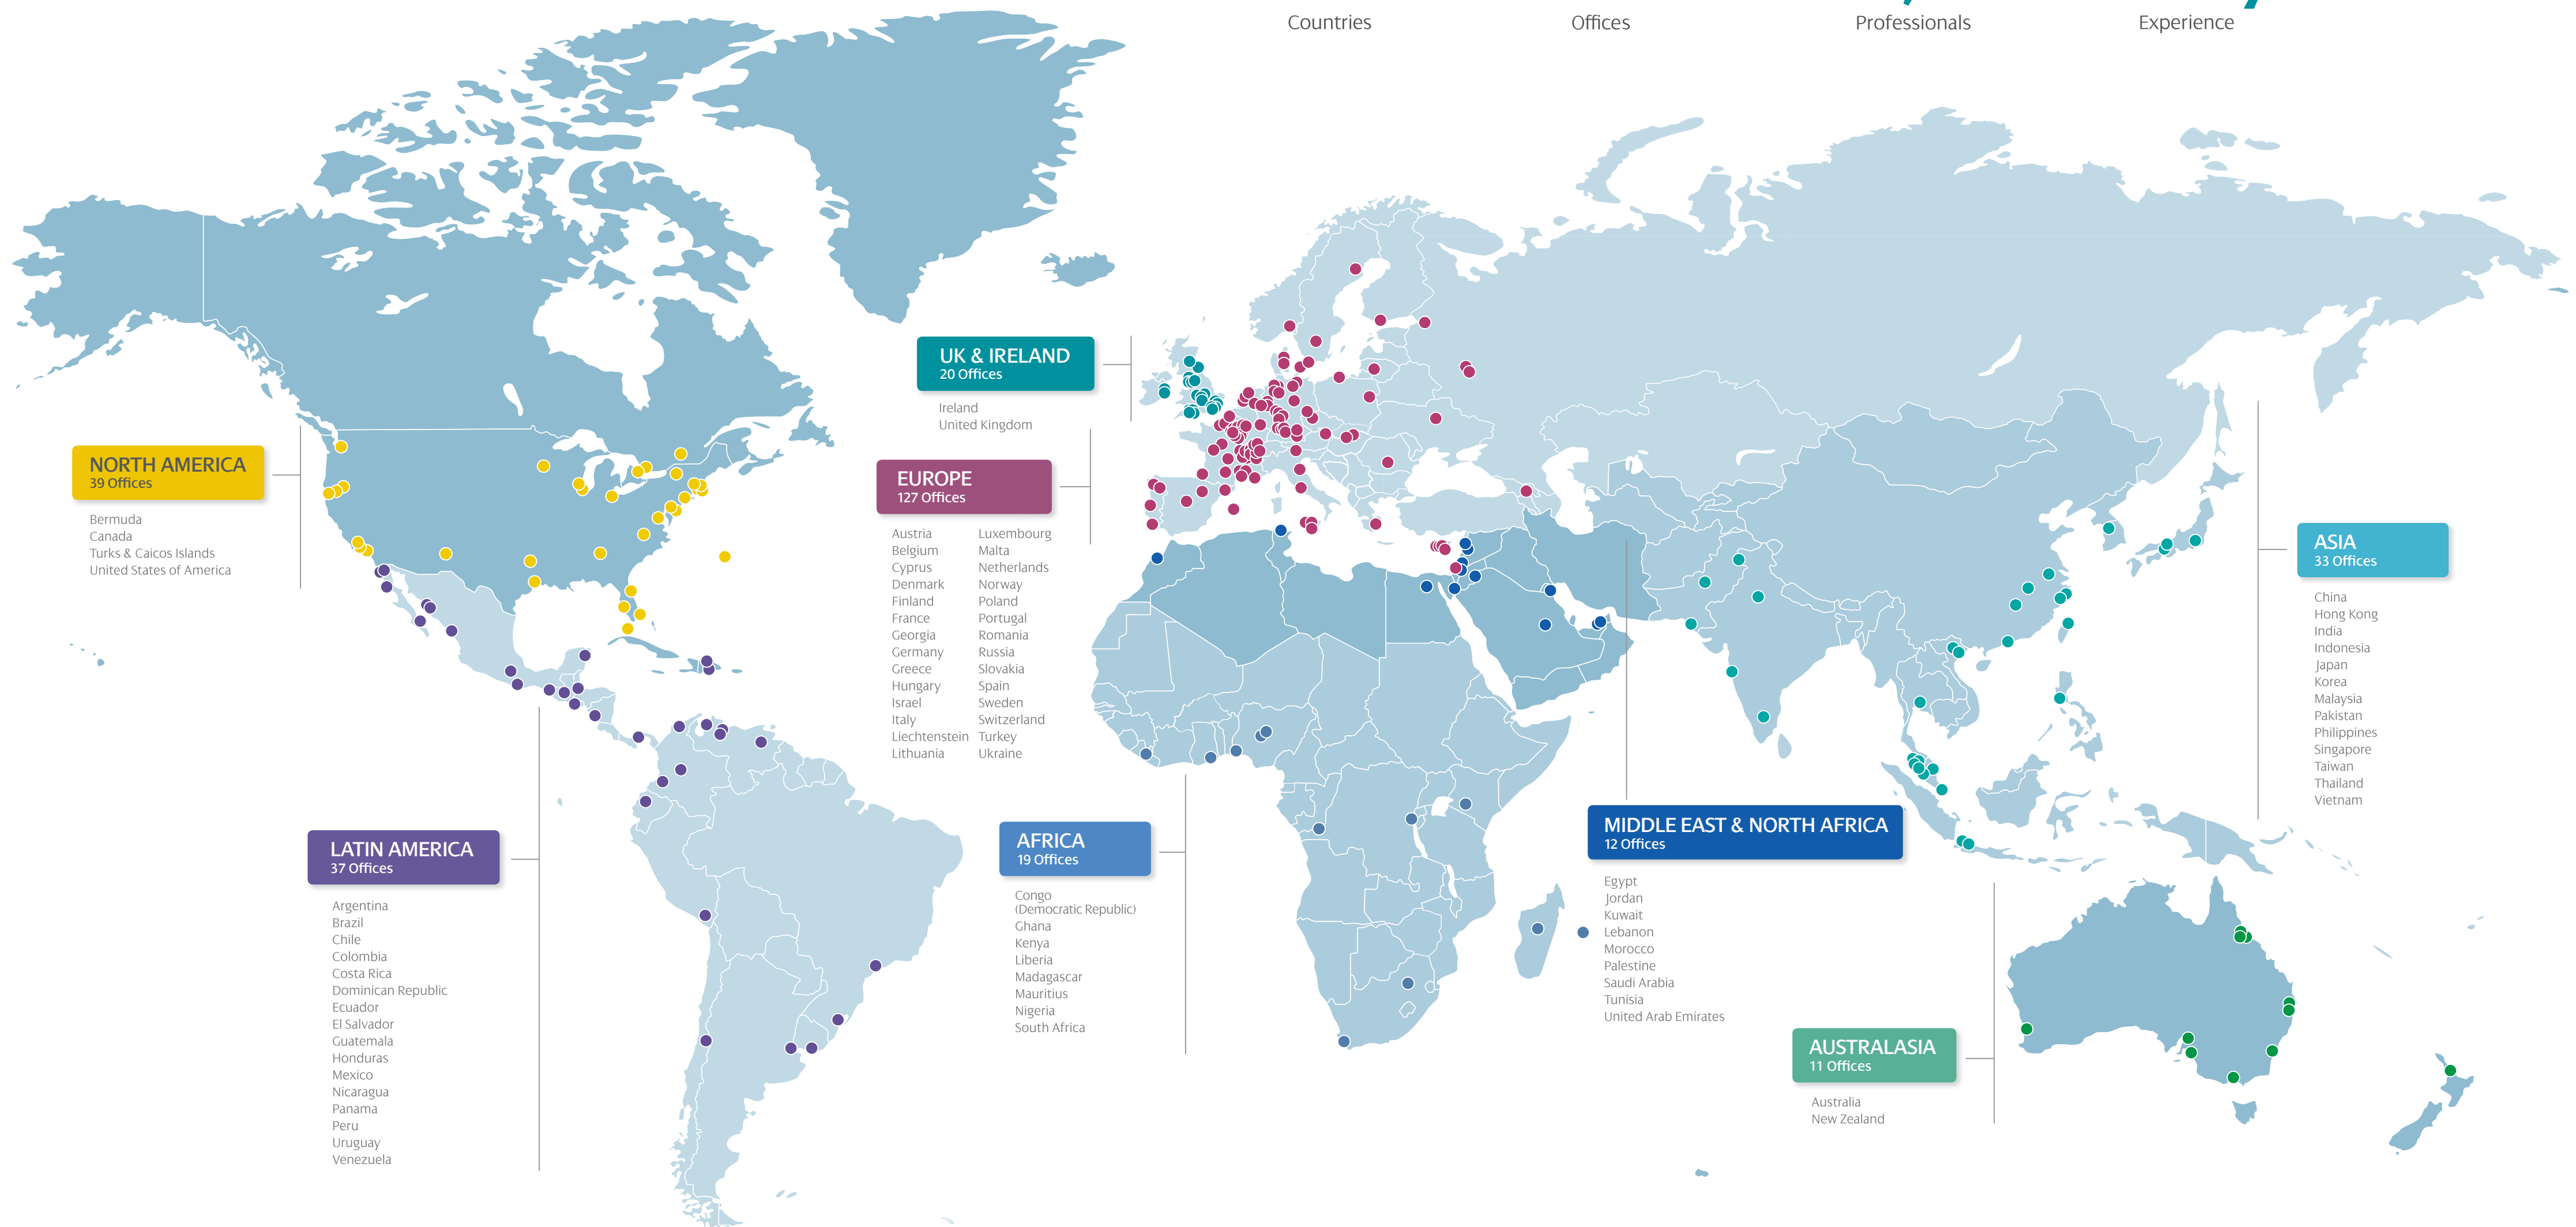 Countries
Offices
Professionals
Experience
UK & IRELAND
20 Offices
Ireland
United Kingdom
NORTH AMERICA
39 Offices
Bermuda
Canada
Turks & Caicos Islands
United States of America
EUROPE
127 Offices
Austria
Belgium
Cyprus
Denmark
Finland
France
Georgia
Germany
Greece
Hungary
Israel
Italy
Liechtenstein
Lithuania
Luxembourg
Malta
Netherlands
Norway
Poland
Portugal
Romania
Russia
Slovakia
Spain
Sweden
Switzerland
Turkey
Ukraine
ASIA
33 Offices
China
Hong Kong
India
Indonesia
Japan
Korea
Malaysia
Pakistan
Philippines
Singapore
Taiwan
Thailand
Vietnam
LATIN AMERICA
37 Offices
Argentina
Brazil
Chile
Colombia
Costa Rica
Dominican Republic
Ecuador
El Salvador
Guatemala
Honduras
Mexico
Nicaragua
Panama
Peru
Uruguay
Venezuela
AFRICA
19 Offices
Congo
(Democratic Republic)
Ghana
Kenya
Liberia
Madagascar
Mauritius
Nigeria
South Africa
MIDDLE EAST & NORTH AFRICA
12 Offices
Egypt
Jordan
Kuwait
Lebanon
Morocco
Palestine
Saudi Arabia
Tunisia
United Arab Emirates
AUSTRALASIA
11 Offices
Australia
New Zealand